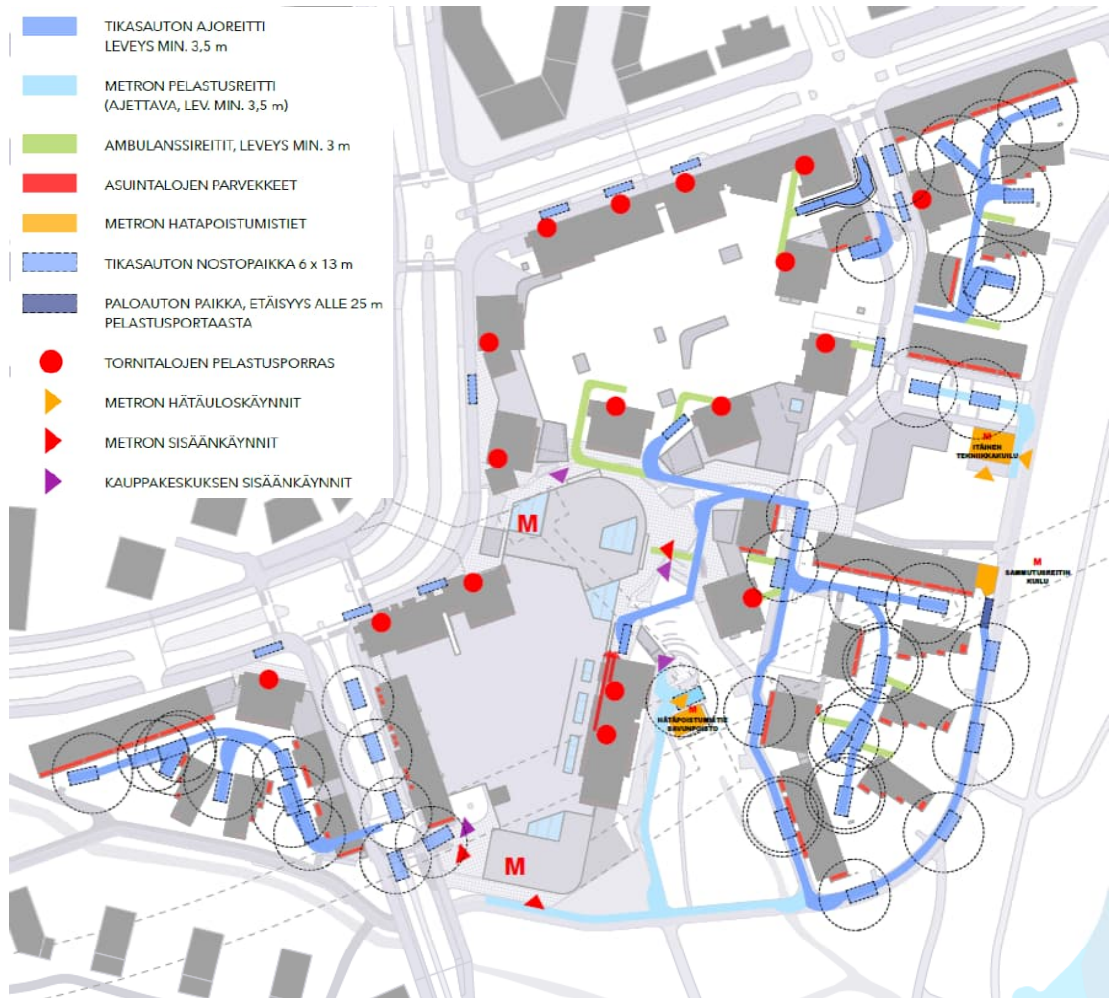 TIKASAUTON AJOREITTI
LEVEYS MIN. 3,5 m
METRON PELASTUSREITTI
(AJETTAVA, LEV. MIN. 3,5 m)
AMBULANSSIREITIT, LEVEYS MIN. 3 m
ASUINTALOJEN PARVEKKEET
METRON HATAPOISTUMISTIET
TIKASAUTON NOSTOPAIKKA 6 x 13 m
PALOAUTON PAIKKA, ETÄISYYS ALLE 25 m
PELASTUSPORTAASTA
TORNITALOJEN PELASTUSPORRAS
METRON HÄTÄULOSKÄYNNIT
METRON SISÄÄNKÄYNNIT
KAUPPAKESKUKSEN SISÄÄNKÄYNNIT
M
ITÄINEN
TEKNIIKKAKUILU
M
M
SAMMUTUSREITIN
KUILU
M
HÄTÄPOISTUMISTIE
SAVUNPOISTO
M